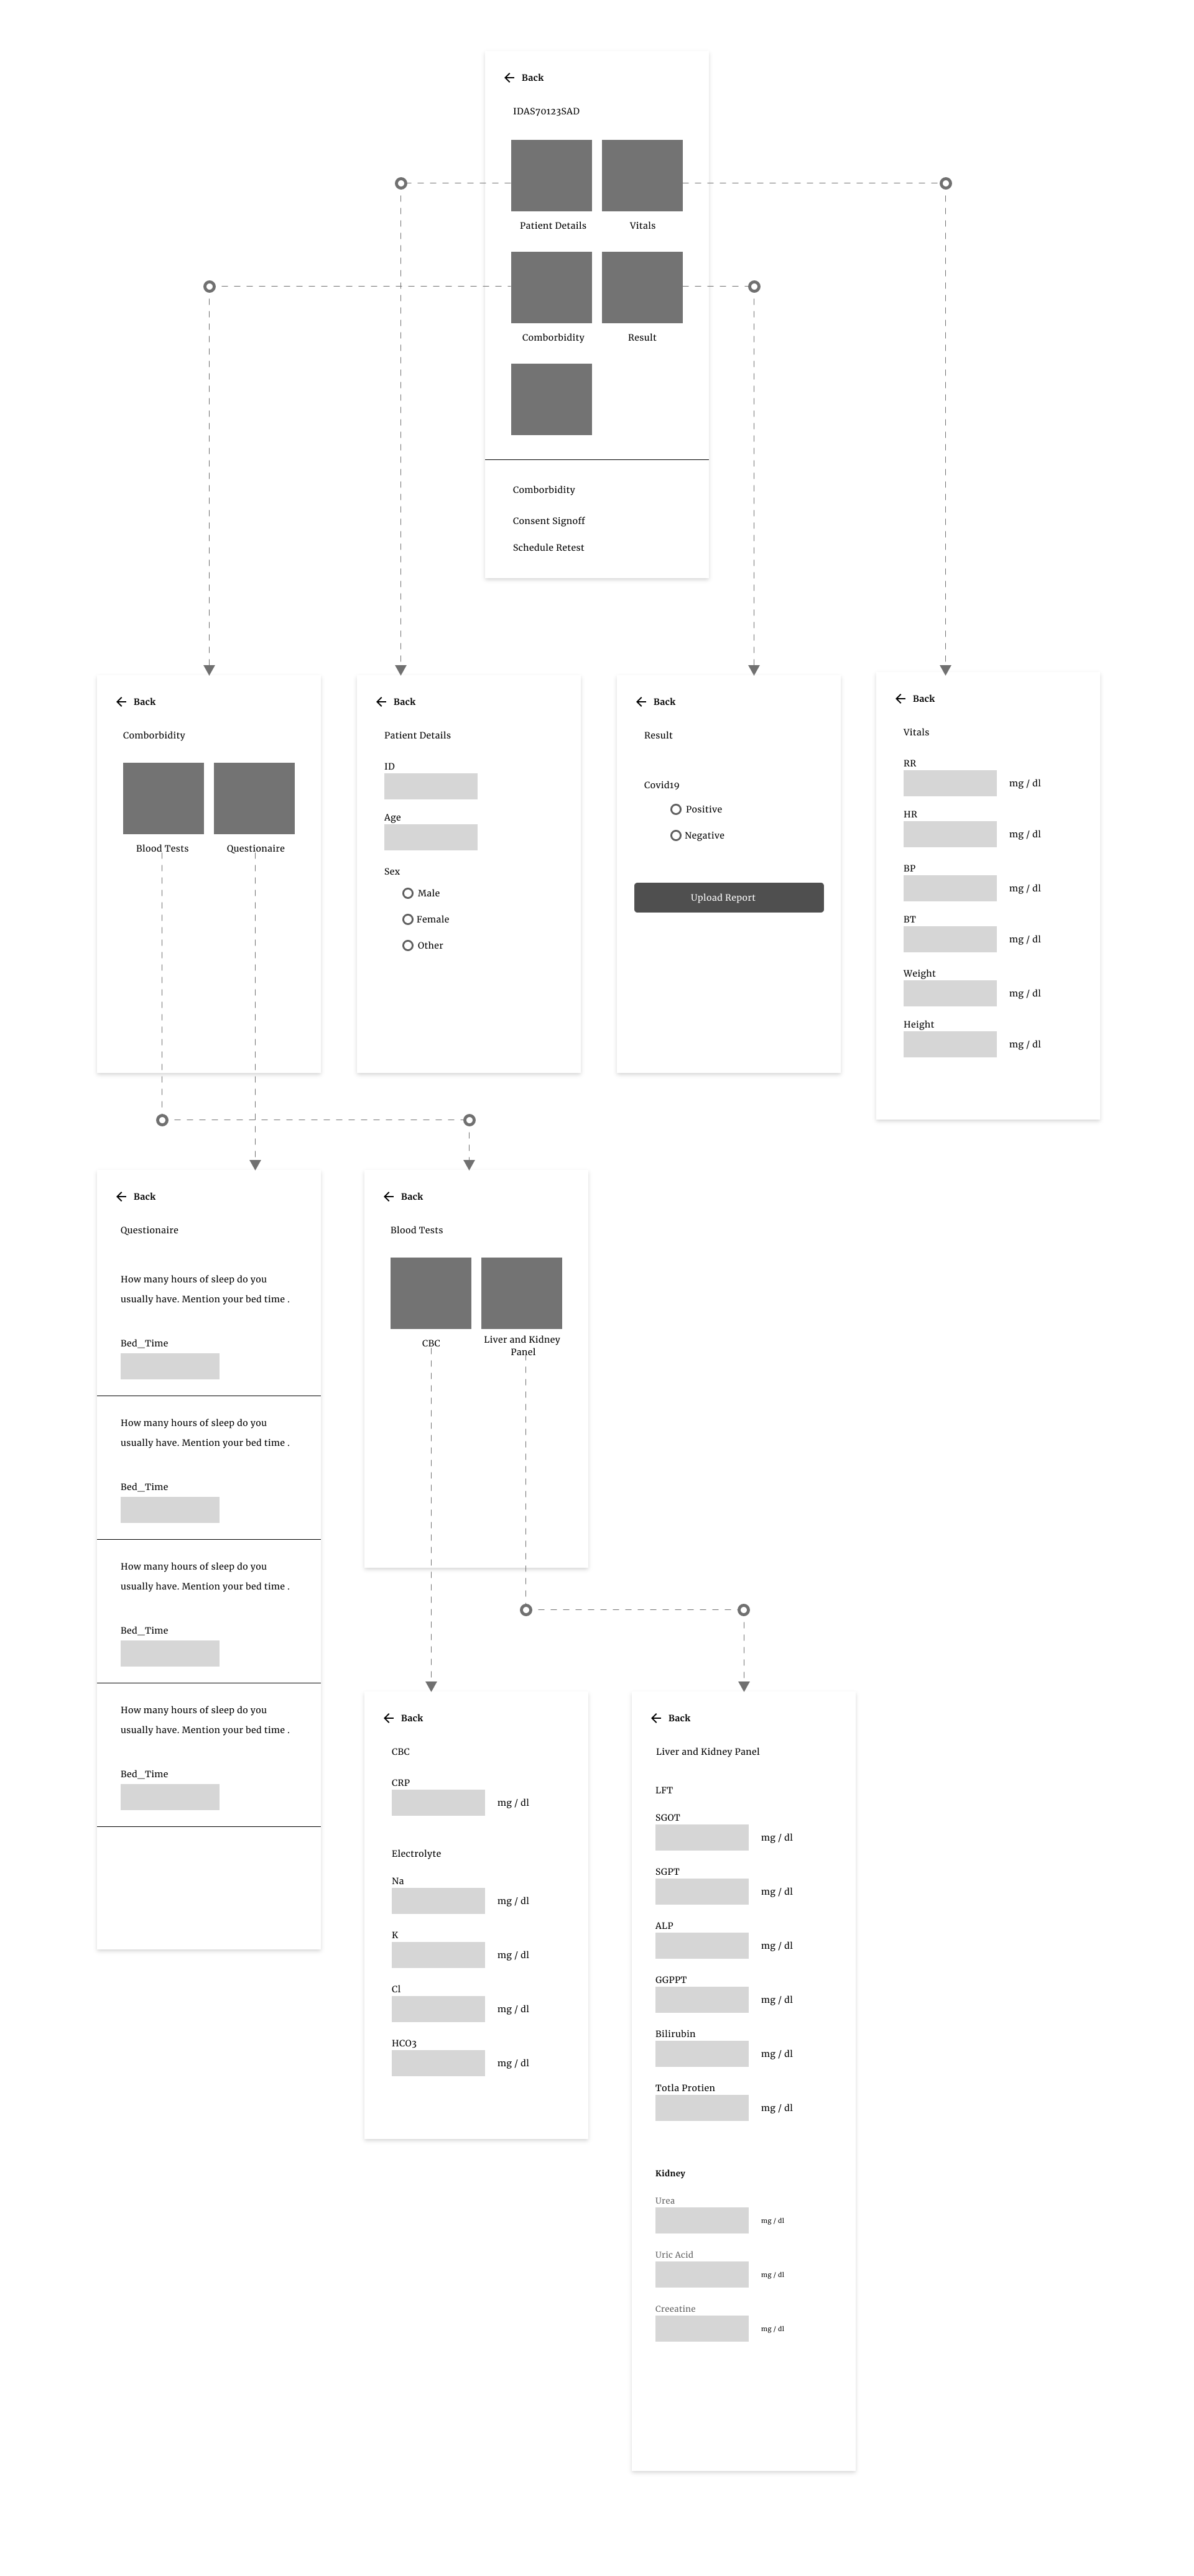 Back
IDAS70123SAD
Patient Details
Vitals
Comborbidity
Result
Comborbidity
Consent Signoff
Schedule Retest
Back
Comborbidity
Blood Tests
Questionaire
Back
Patient Details
ID
Age
Sex
Male
Female
Other
Back
Result
Covid19
Positive
Negative
Upload Report
Back
Vitals
RR
mg / dl
HR
mg / dl
BP
mg / dl
BT
mg / dl
Weight
mg / dl
Height
mg / dl
Back
Questionaire
How many hours of sleep do you
usually have. Mention your bed time .
Bed_Time
How many hours of sleep do you
usually have. Mention your bed time .
Bed_Time
How many hours of sleep do you
usually have. Mention your bed time .
Bed_Time
How many hours of sleep do you
usually have. Mention your bed time .
Bed_Time
Back
Blood Tests
CBC
Liver and Kidney
Panel
Back
CBC
CRP
mg / dl
Electrolyte
Na
mg / dl
K
mg / dl
Cl
mg / dl
HCO3
mg / dl
Back
Liver and Kidney Panel
LFT
SGOT
mg / dl
SGPT
mg / dl
ALP
mg / dl
GGPPT
mg / dl
Bilirubin
mg / dl
Totla Protien
mg / dl
Kidney
Urea
mg / dl
Uric Acid
mg / dl
Creeatine
mg / dl